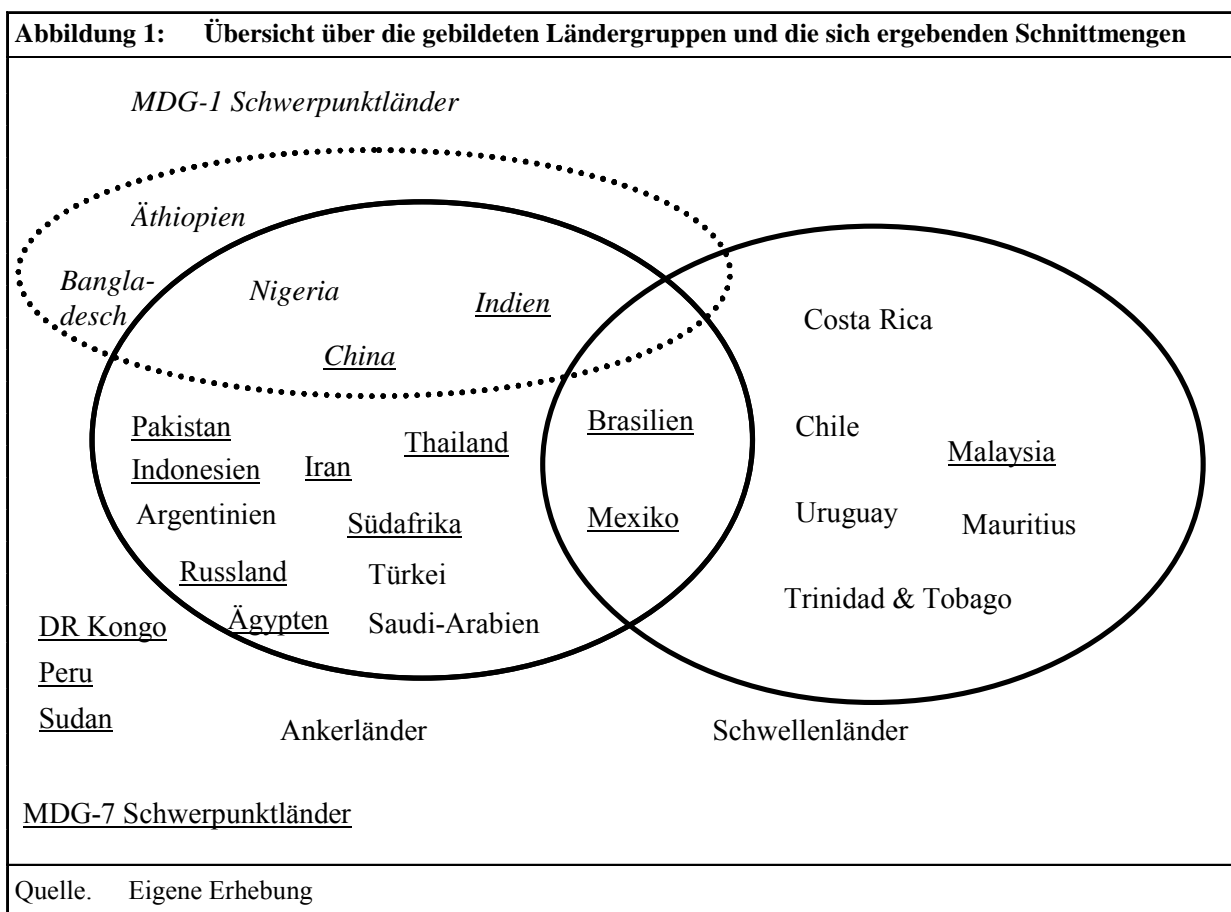 Abbildung 1: Übersicht über die gebildeten Ländergruppen und die sich ergebenden Schnittmengen
MDG-1 Schwerpunktländer
Äthiopien
Bangla-
desch
Nigeria
Indien
China
Costa Rica
Pakistan
Indonesien
Iran
Thailand
Argentinien
Südafrika
Russland
Türkei
Ägypten
Saudi-Arabien
Brasilien
Mexiko
Chile
Malaysia
Uruguay
Mauritius
Trinidad & Tobago
DR Kongo
Peru
Sudan
Ankerländer
Schwellenländer
MDG-7 Schwerpunktländer
Quelle. Eigene Erhebung